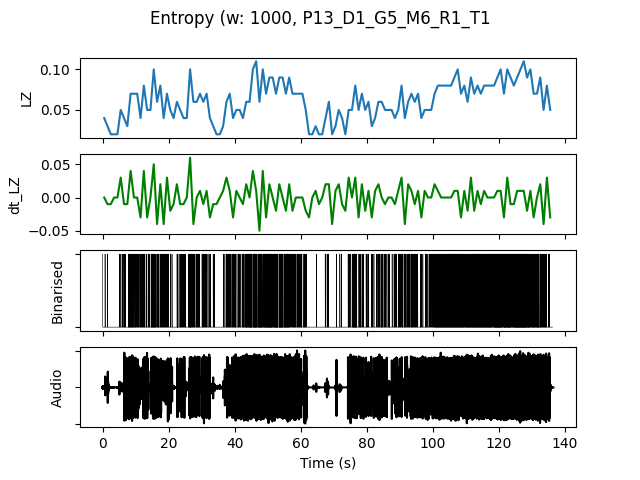 Entropy (w: 1000, P13_D1_G5_M6_R1_T1
0.10
0.05
LZ
0.05
0.00
−0.05
dt_LZ
Binarised
Audio
0 20 40 60 80 100 120 140
Time (s)